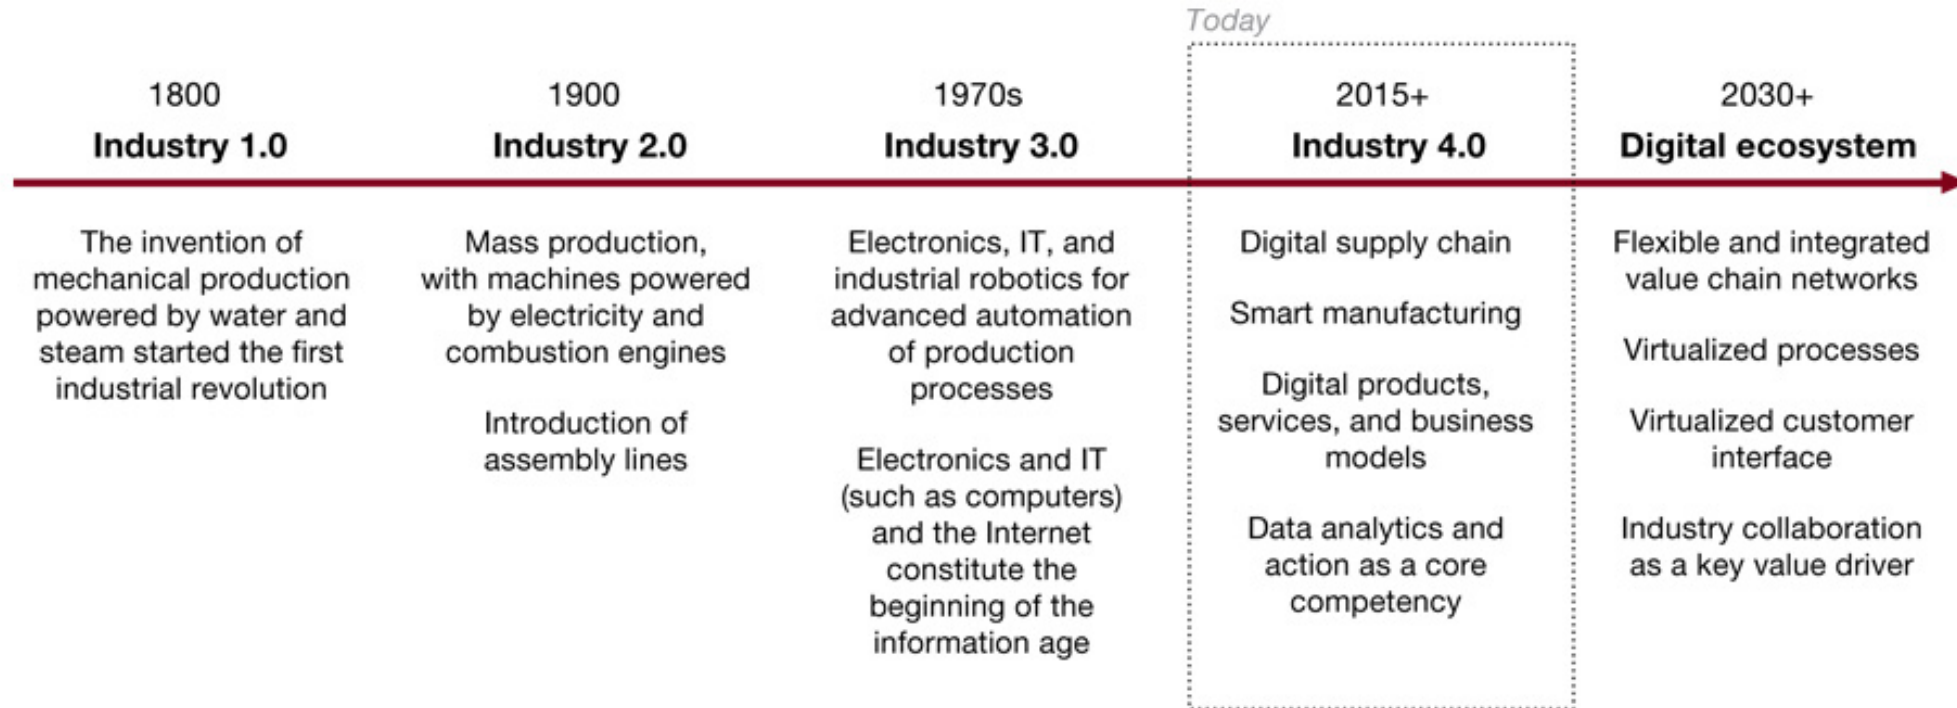 Today
1800
Industry 1.0
The invention of
mechanical production
powered by water and
steam started the first
industrial revolution
1900
Industry 2.0
Mass production,
with machines powered
by electricity and
combustion engines
Introduction of
assembly lines
1970s
Industry 3.0
Electronics, IT, and
industrial robotics for
advanced automation
of production
processes
Electronics and IT
(such as computers)
and the Internet
constitute the
beginning of the
information age
2015+
Industry 4.0
Digital supply chain
Smart manufacturing
Digital products,
services, and business
models
Data analytics and
action as a core
competency
2030+
Digital ecosystem
Flexible and integrated
value chain networks
Virtualized processes
Virtualized customer
interface
Industry collaboration
as a key value driver